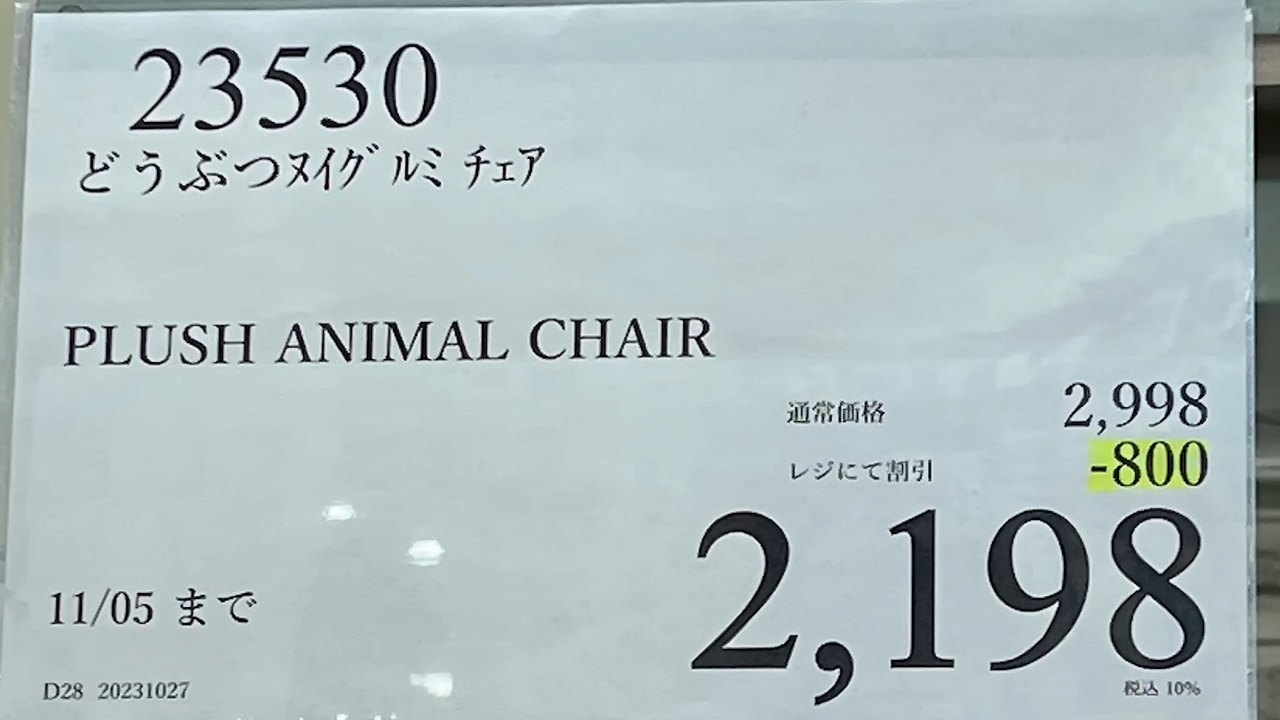 23530
どうぶつﾇｲｸﾞﾙﾐ ﾁｪｱ
PLUSH ANIMAL CHAIR
通常価格 2,998
レジにて割引 -800
2,198
11/05 まで
税込 10%
D28 20231027